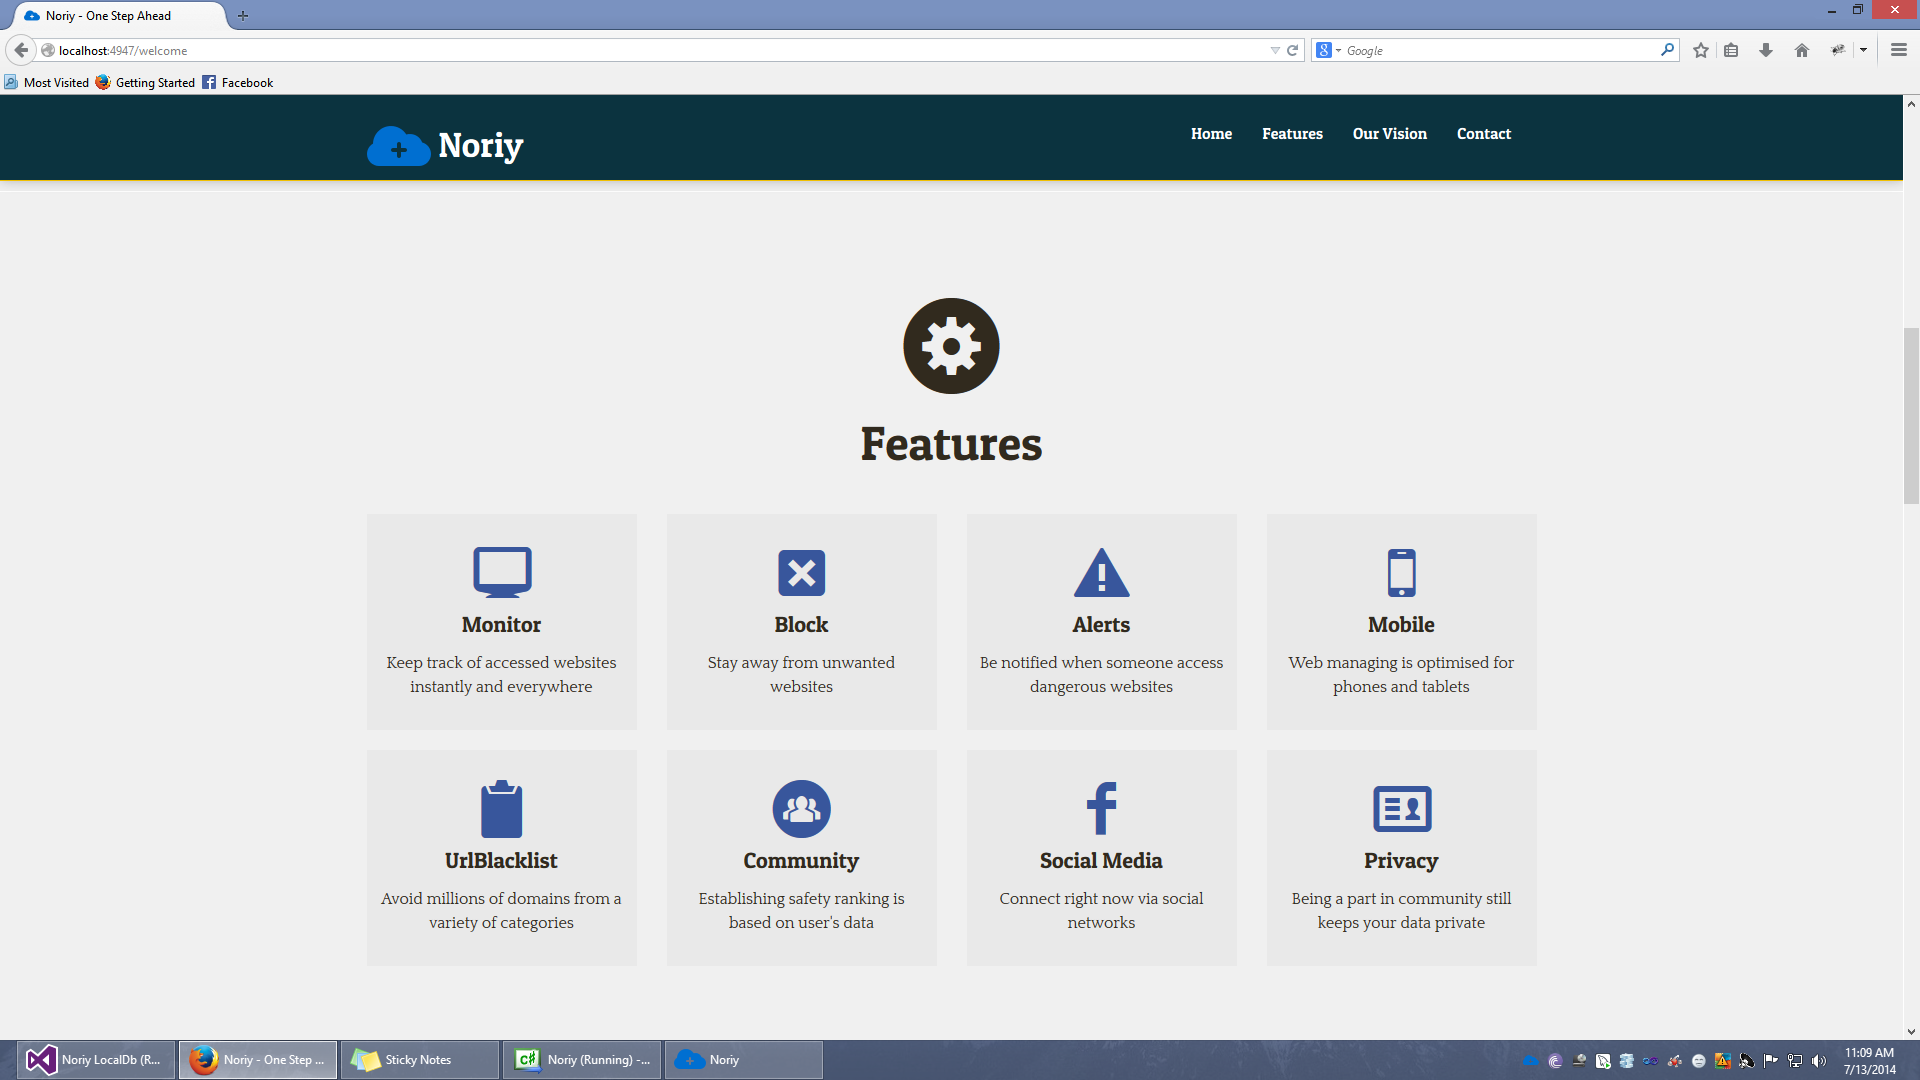 Noriy - One Step Ahead
localhost:4947/welcome
Google
Most Visited
Getting Started
Facebook
Noriy
Home
Features
Our Vision
Contact
Features
Monitor
Keep track of accessed websites
instantly and everywhere
Block
Stay away from unwanted
websites
Alerts
Be notified when someone access
dangerous websites
Mobile
Web managing is optimised for
phones and tablets
UrlBlacklist
Avoid millions of domains from a
variety of categories
Community
Establishing safety ranking is
based on user's data
Social Media
Connect right now via social
networks
Privacy
Being a part in community still
keeps your data private
Noriy LocalDb (R...
Noriy - One Step ...
Sticky Notes
C#
Noriy (Running) -...
Noriy
11:09 AM
7/13/2014